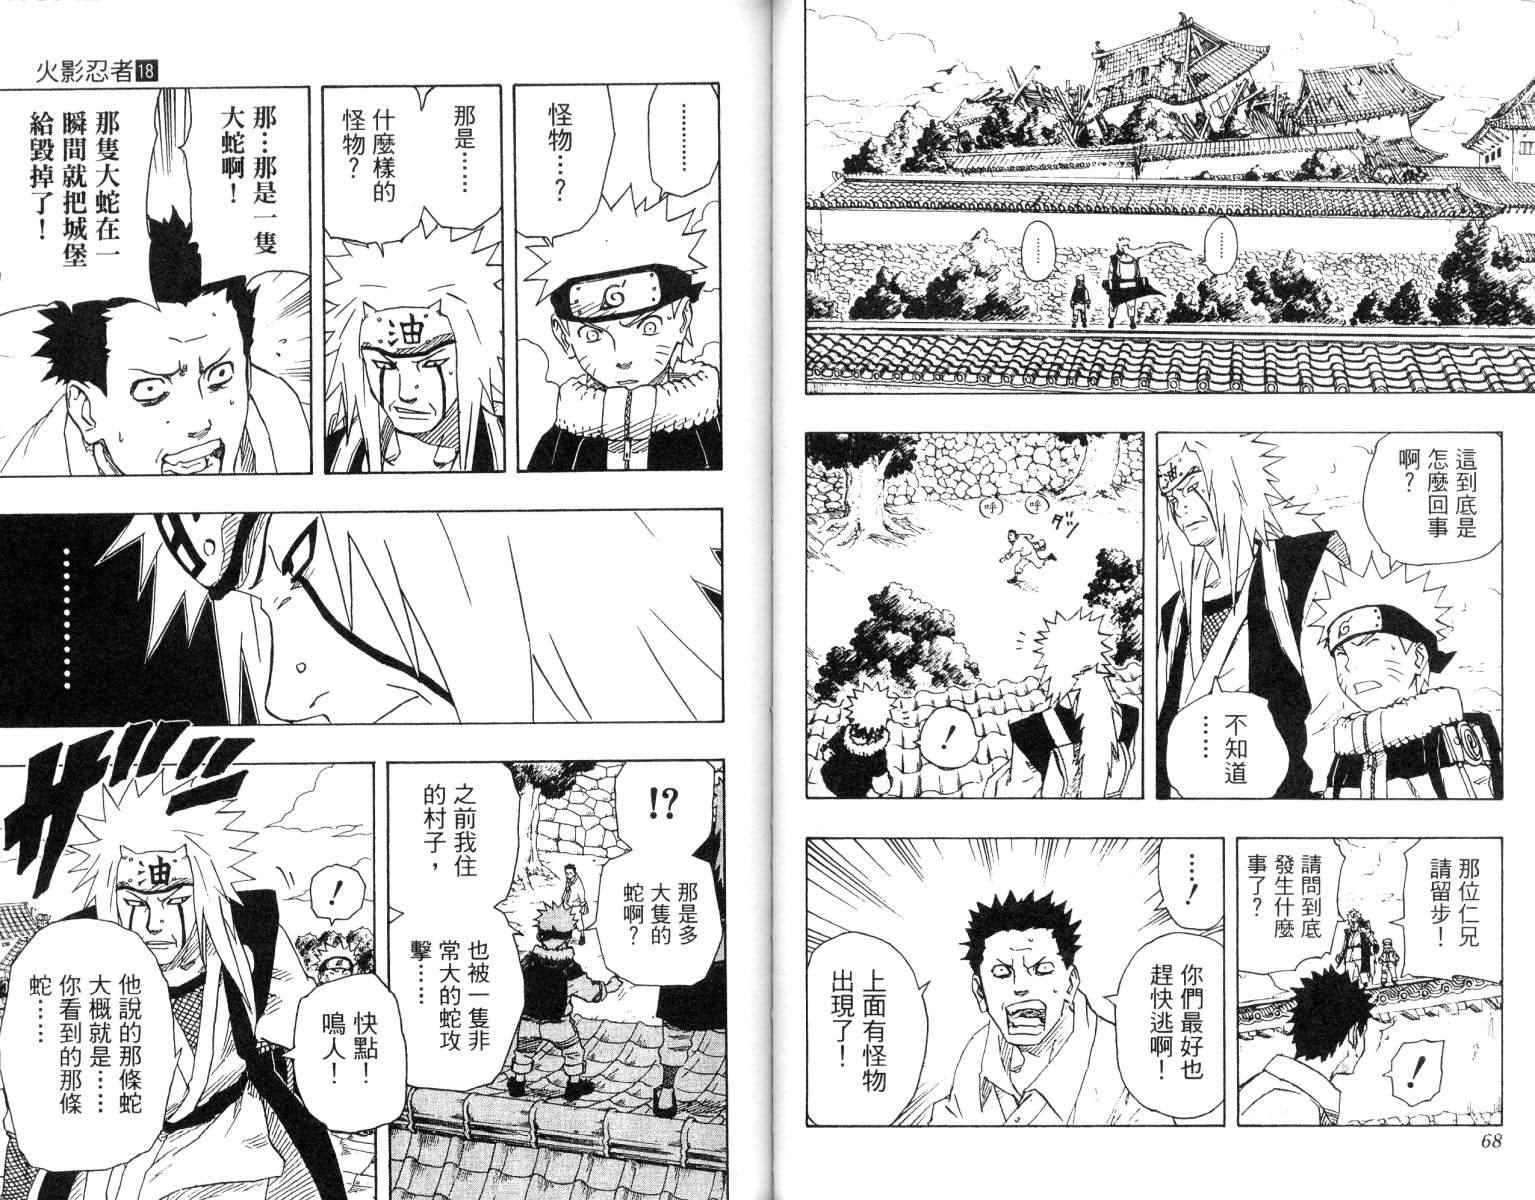 ……
……
這到底是
怎麼回事
啊？
不知道
……
呼
呼
ダッ
！
那位仁兄
請留步！
請問到底
發生什麼
事了？
！
…！
你們最好也
趕快逃啊！
上面有怪物
出現了！
68
火影忍者18
………
怪物…？
那是……
什麼樣的
怪物？
那…那是一隻
大蛇啊！
那隻大蛇在一
瞬間就把城堡
給毀掉了！
油
…………
!?
那是多
大隻的
蛇啊？
之前我住
的村子，
也被一隻非
常大的蛇攻
擊……
！
快點！
鳴人！
油
他說的那條蛇
大概就是……
你看到的那條
蛇……
油